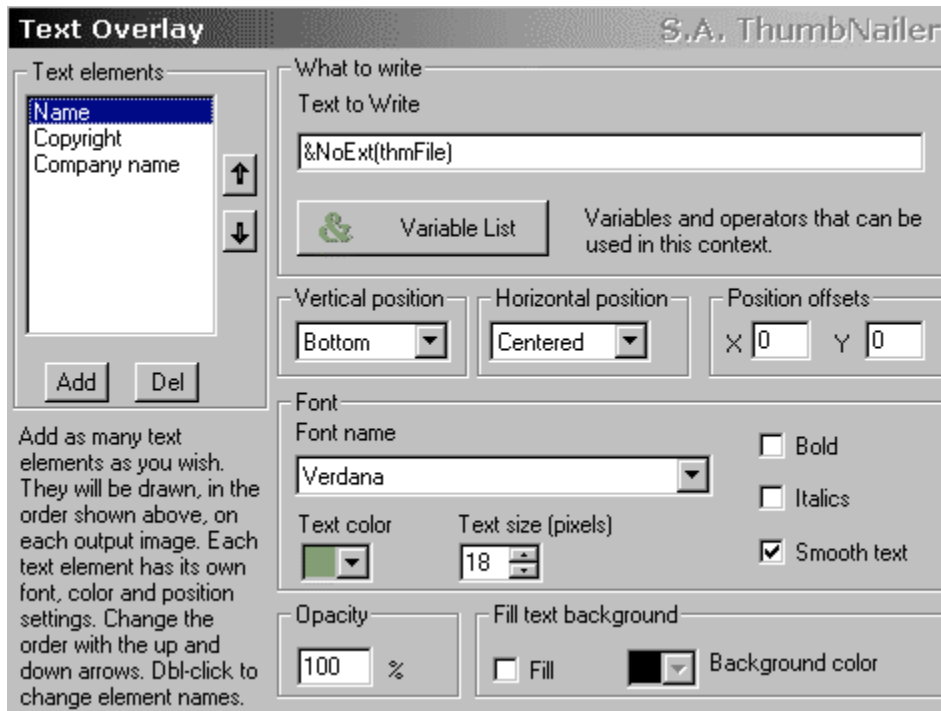 Text Overlay
S.A. ThumbNailer
Text elements
Name
Copyright
Company name
Add
Del
Add as many text
elements as you wish.
They will be drawn, in the
order shown above, on
each output image. Each
text element has its own
font, color and position
settings. Change the
order with the up and
down arrows. Dbl-click to
change element names.
What to write
Text to Write
&NoExt(thmFile)
& Variable List
Variables and operators that can be
used in this context.
Vertical position
Bottom
Horizontal position
Centered
Position offsets
X 0 Y 0
Font
Font name
Verdana
Bold
Italics
Smooth text
Text color
Text size (pixels)
18
Opacity
100 %
Fill text background
Fill
Background color